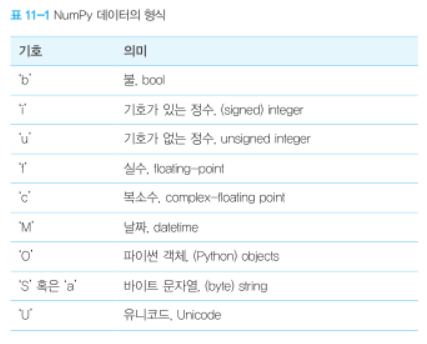 표 11-1 NumPy 데이터의 형식
기호 의미
'b' 불, bool
'i' 기호가 있는 정수, (signed) integer
'u' 기호가 없는 정수, unsigned integer
'f' 실수, floating-point
'c' 복소수, complex-floating point
'M' 날짜, datetime
'O' 파이썬 객체, (Python) objects
'S' 혹은 'a' 바이트 문자열, (byte) string
'U' 유니코드, Unicode